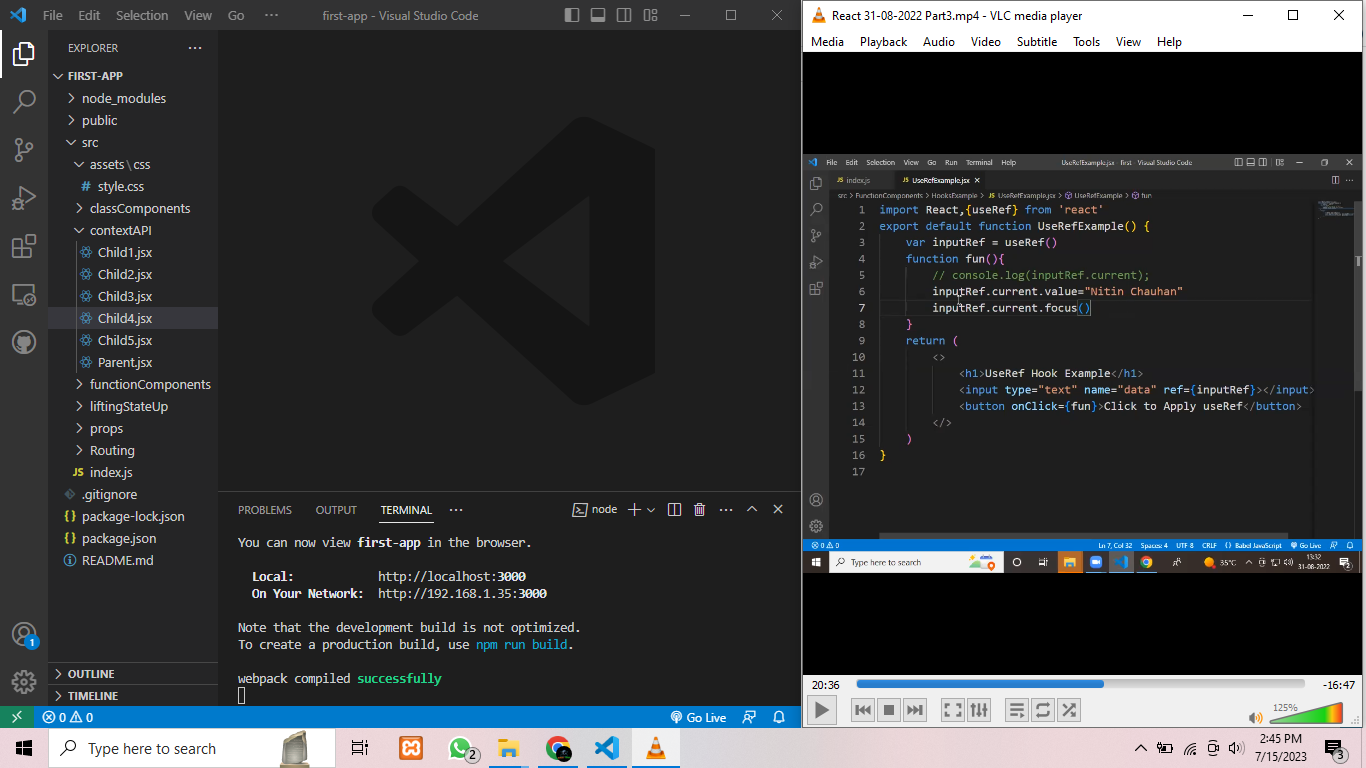 File Edit Selection View Go ··· first-app - Visual Studio Code
EXPLORER ···
FIRST-APP
node_modules
public
src
assets\css
# style.css
classComponents
contextAPI
Child1.jsx
Child2.jsx
Child3.jsx
Child4.jsx
Child5.jsx
Parent.jsx
functionComponents
liftingStateUp
props
Routing
JS index.js
.gitignore
{} package-lock.json
{} package.json
README.md
1
OUTLINE
TIMELINE
PROBLEMS OUTPUT TERMINAL ··· node
You can now view first-app in the browser.
Local: http://localhost:3000
On Your Network: http://192.168.1.35:3000
Note that the development build is not optimized.
To create a production build, use npm run build.
webpack compiled successfully
0 0 Go Live
React 31-08-2022 Part3.mp4 - VLC media player
Media Playback Audio Video Subtitle Tools View Help
File Edit Selection View Go Run Terminal Help UseRefExample.jsx - first - Visual Studio Code
JS index.js JS UseRefExample.jsx
src > FunctionComponents > HooksExample > JS UseRefExample.jsx > UseRefExample > fun
1 import React,{useRef} from 'react'
2 export default function UseRefExample() {
3 var inputRef = useRef()
4 function fun(){
5 // console.log(inputRef.current);
6 inputRef.current.value="Nitin Chauhan"
7 inputRef.current.focus()
8 }
9 return (
10 <>
11 <h1>UseRef Hook Example</h1>
12 <input type="text" name="data" ref={inputRef}></input>
13 <button onClick={fun}>Click to Apply useRef</button>
14 </>
15 )
16 }
17
0 0 Ln 7, Col 32 Spaces: 4 UTF-8 CRLF {} Babel JavaScript Go Live
Type here to search 35°C 13:32
31-08-2022 2
20:36 -16:47
125%
Type here to search 2 2:45 PM
7/15/2023 3